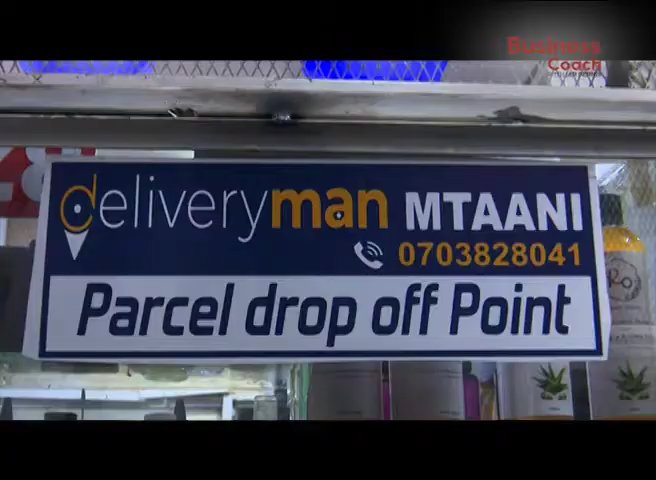 Business
Coach
deliveryman MTAANI
0703828041
Parcel drop off Point